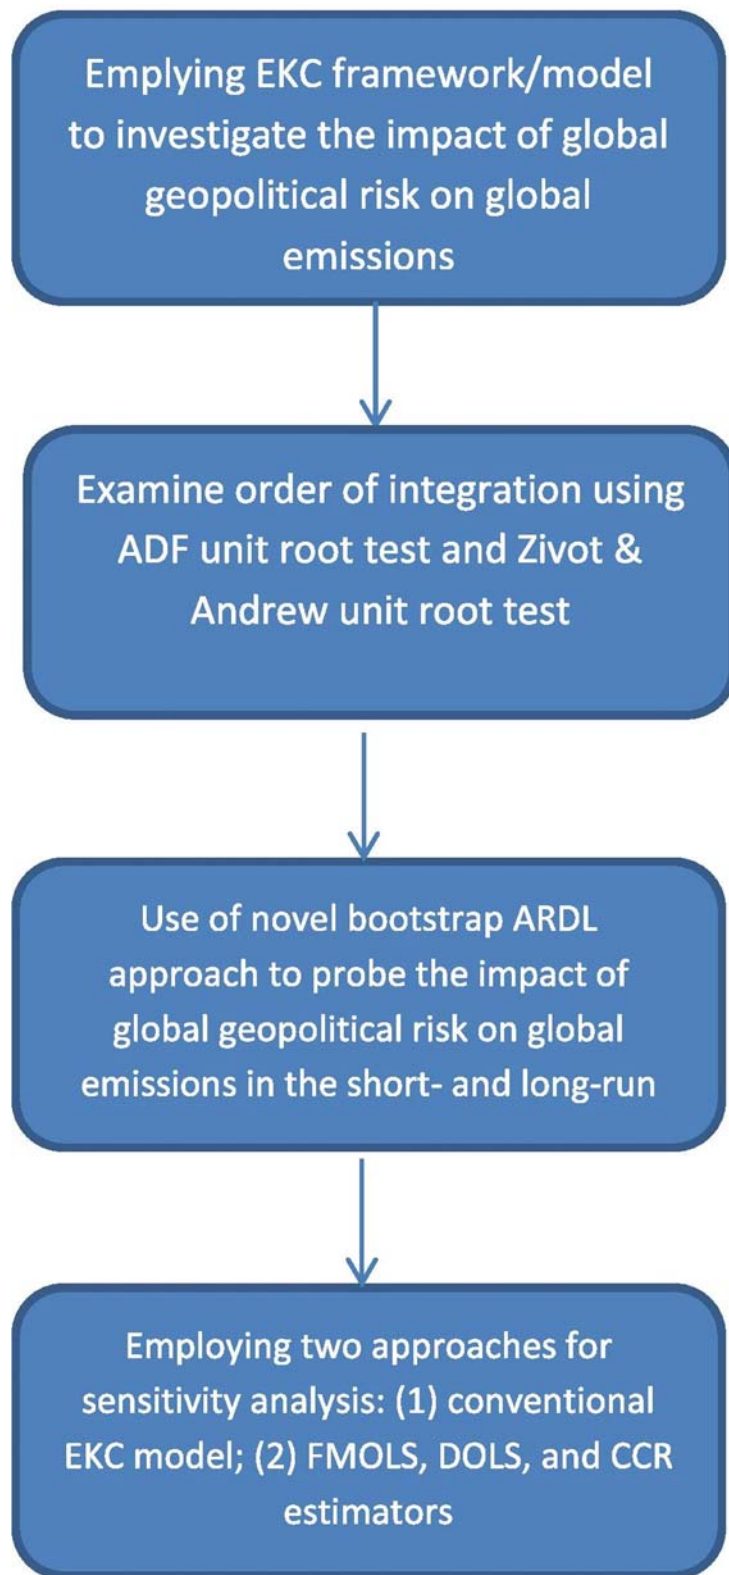 Emplying EKC framework/model
to investigate the impact of global
geopolitical risk on global
emissions
Examine order of integration using
ADF unit root test and Zivot &
Andrew unit root test
Use of novel bootstrap ARDL
approach to probe the impact of
global geopolitical risk on global
emissions in the short- and long-run
Employing two approaches for
sensitivity analysis: (1) conventional
EKC model; (2) FMOLS, DOLS, and CCR
estimators